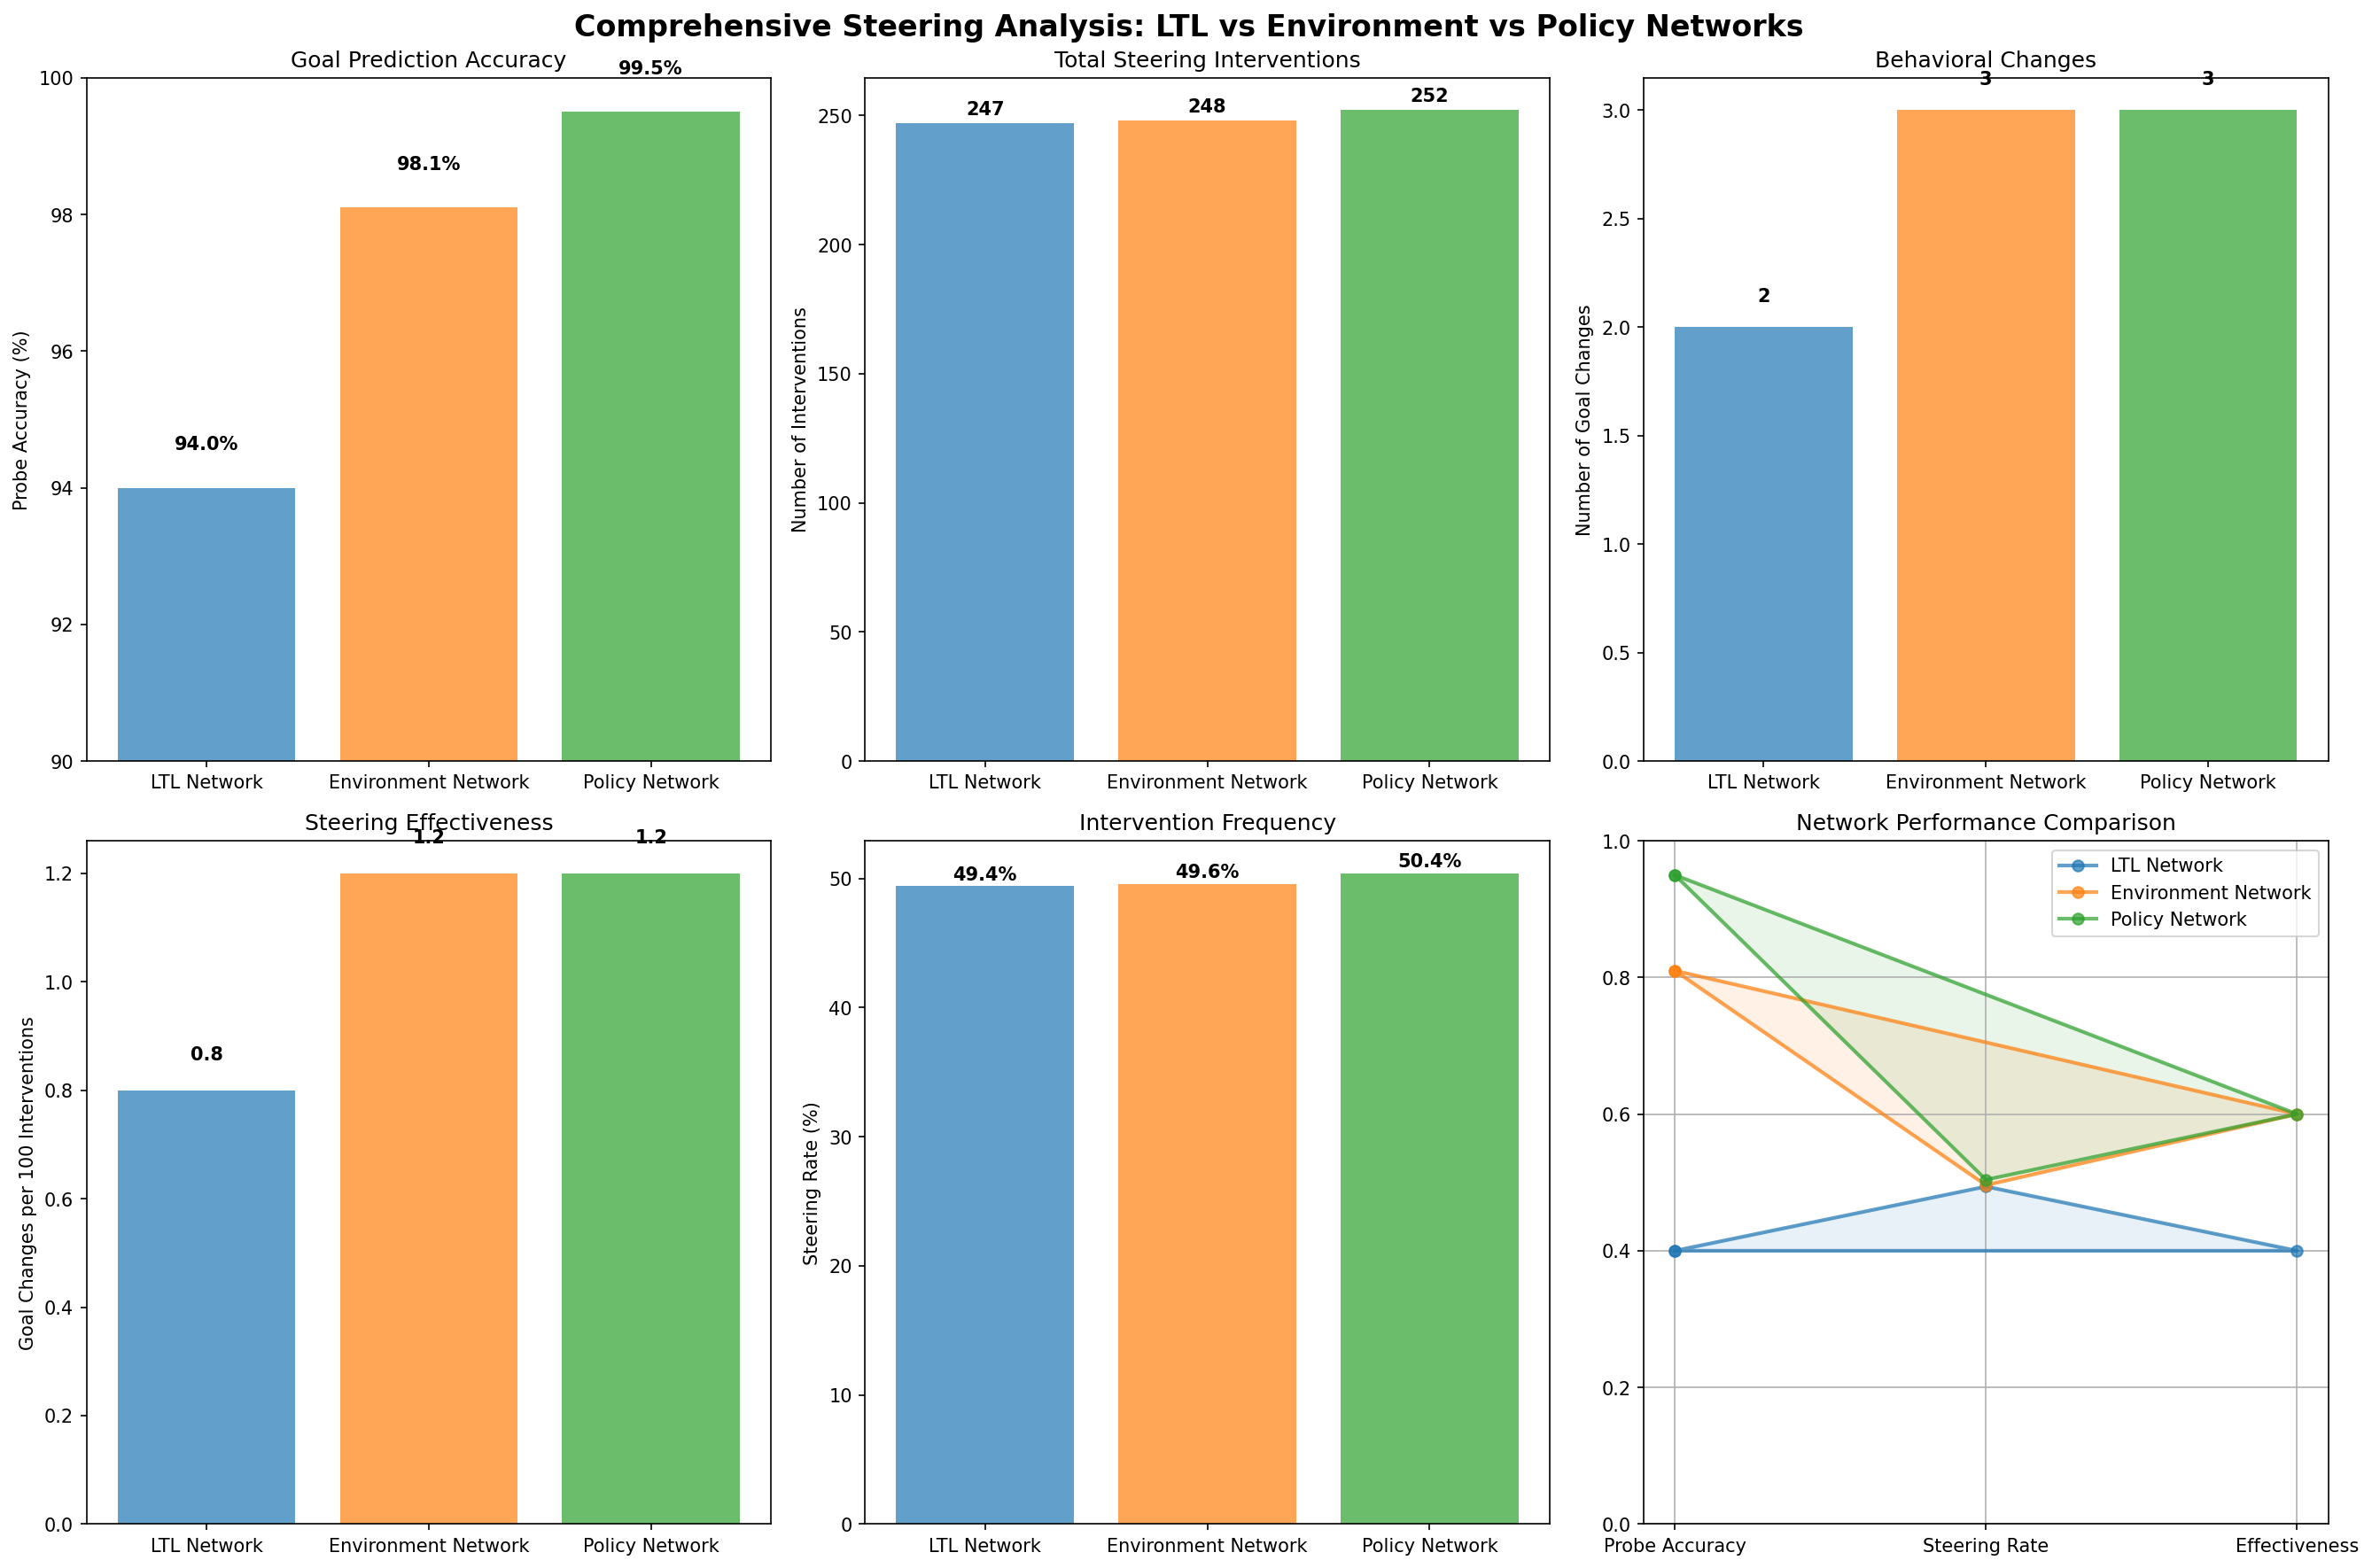 Comprehensive Steering Analysis: LTL vs Environment vs Policy Networks
Goal Prediction Accuracy
Probe Accuracy (%)
100
98
96
94
92
90
94.0%
98.1%
99.5%
LTL Network
Environment Network
Policy Network
Total Steering Interventions
Number of Interventions
250
200
150
100
50
0
247
248
252
LTL Network
Environment Network
Policy Network
Behavioral Changes
Number of Goal Changes
3.0
2.5
2.0
1.5
1.0
0.5
0.0
2
3
3
LTL Network
Environment Network
Policy Network
Steering Effectiveness
Goal Changes per 100 Interventions
1.2
1.0
0.8
0.6
0.4
0.2
0.0
0.8
1.2
1.2
LTL Network
Environment Network
Policy Network
Intervention Frequency
Steering Rate (%)
50
40
30
20
10
0
49.4%
49.6%
50.4%
LTL Network
Environment Network
Policy Network
Network Performance Comparison
1.0
0.8
0.6
0.4
0.2
0.0
LTL Network
Environment Network
Policy Network
Probe Accuracy
Steering Rate
Effectiveness